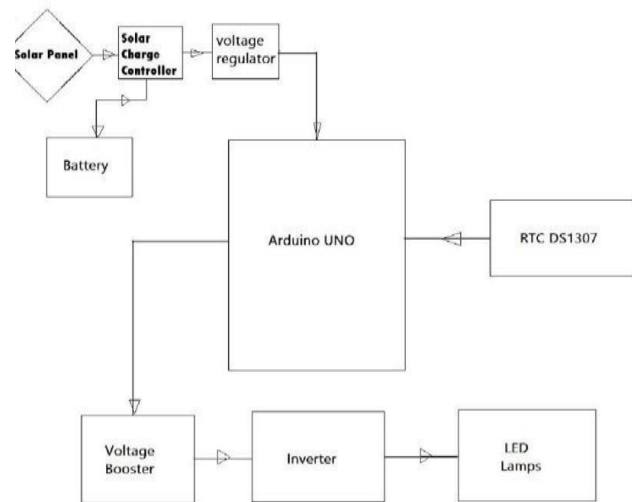 Solar Panel
Solar
Charge
Controller
voltage
regulator
Battery
Arduino UNO
RTC DS1307
Voltage
Booster
Inverter
LED
Lamps